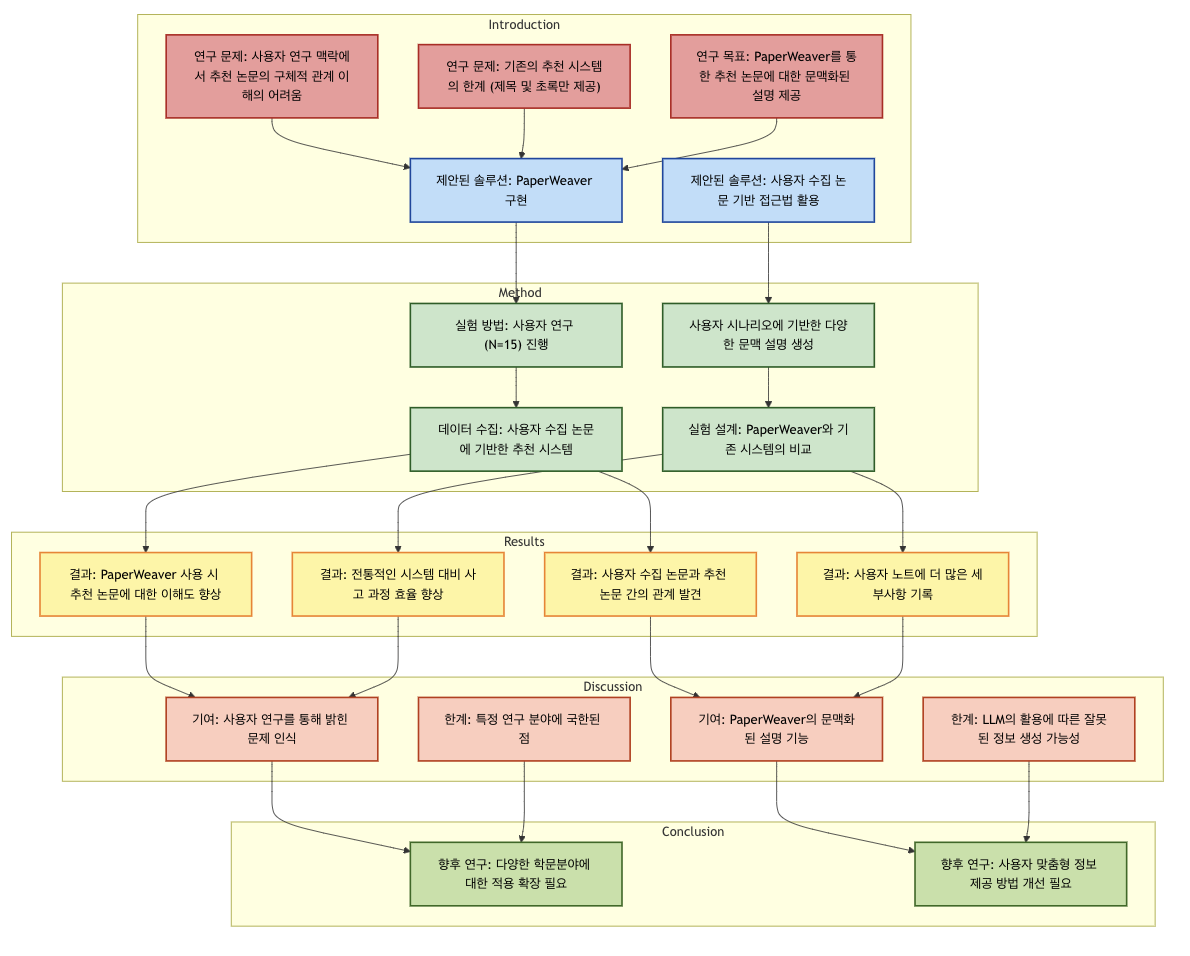 Introduction
연구 문제: 사용자 연구 맥락에
서 추천 논문의 구체적 관계 이
해의 어려움
연구 문제: 기존의 추천 시스템
의 한계 (제목 및 초록만 제공)
연구 목표: PaperWeaver를 통
한 추천 논문에 대한 문맥화된
설명 제공
제안된 솔루션: PaperWeaver
구현
제안된 솔루션: 사용자 수집 논
문 기반 접근법 활용
Method
실험 방법: 사용자 연구
(N=15) 진행
사용자 시나리오에 기반한 다양
한 문맥 설명 생성
데이터 수집: 사용자 수집 논문
에 기반한 추천 시스템
실험 설계: PaperWeaver와 기
존 시스템의 비교
Results
결과: PaperWeaver 사용 시
추천 논문에 대한 이해도 향상
결과: 전통적인 시스템 대비 사
고 과정 효율 향상
결과: 사용자 수집 논문과 추천
논문 간의 관계 발견
결과: 사용자 노트에 더 많은 세
부사항 기록
Discussion
기여: 사용자 연구를 통해 밝힌
문제 인식
한계: 특정 연구 분야에 국한된
점
기여: PaperWeaver의 문맥화
된 설명 기능
한계: LLM의 활용에 따른 잘못
된 정보 생성 가능성
Conclusion
향후 연구: 다양한 학문분야에
대한 적용 확장 필요
향후 연구: 사용자 맞춤형 정보
제공 방법 개선 필요